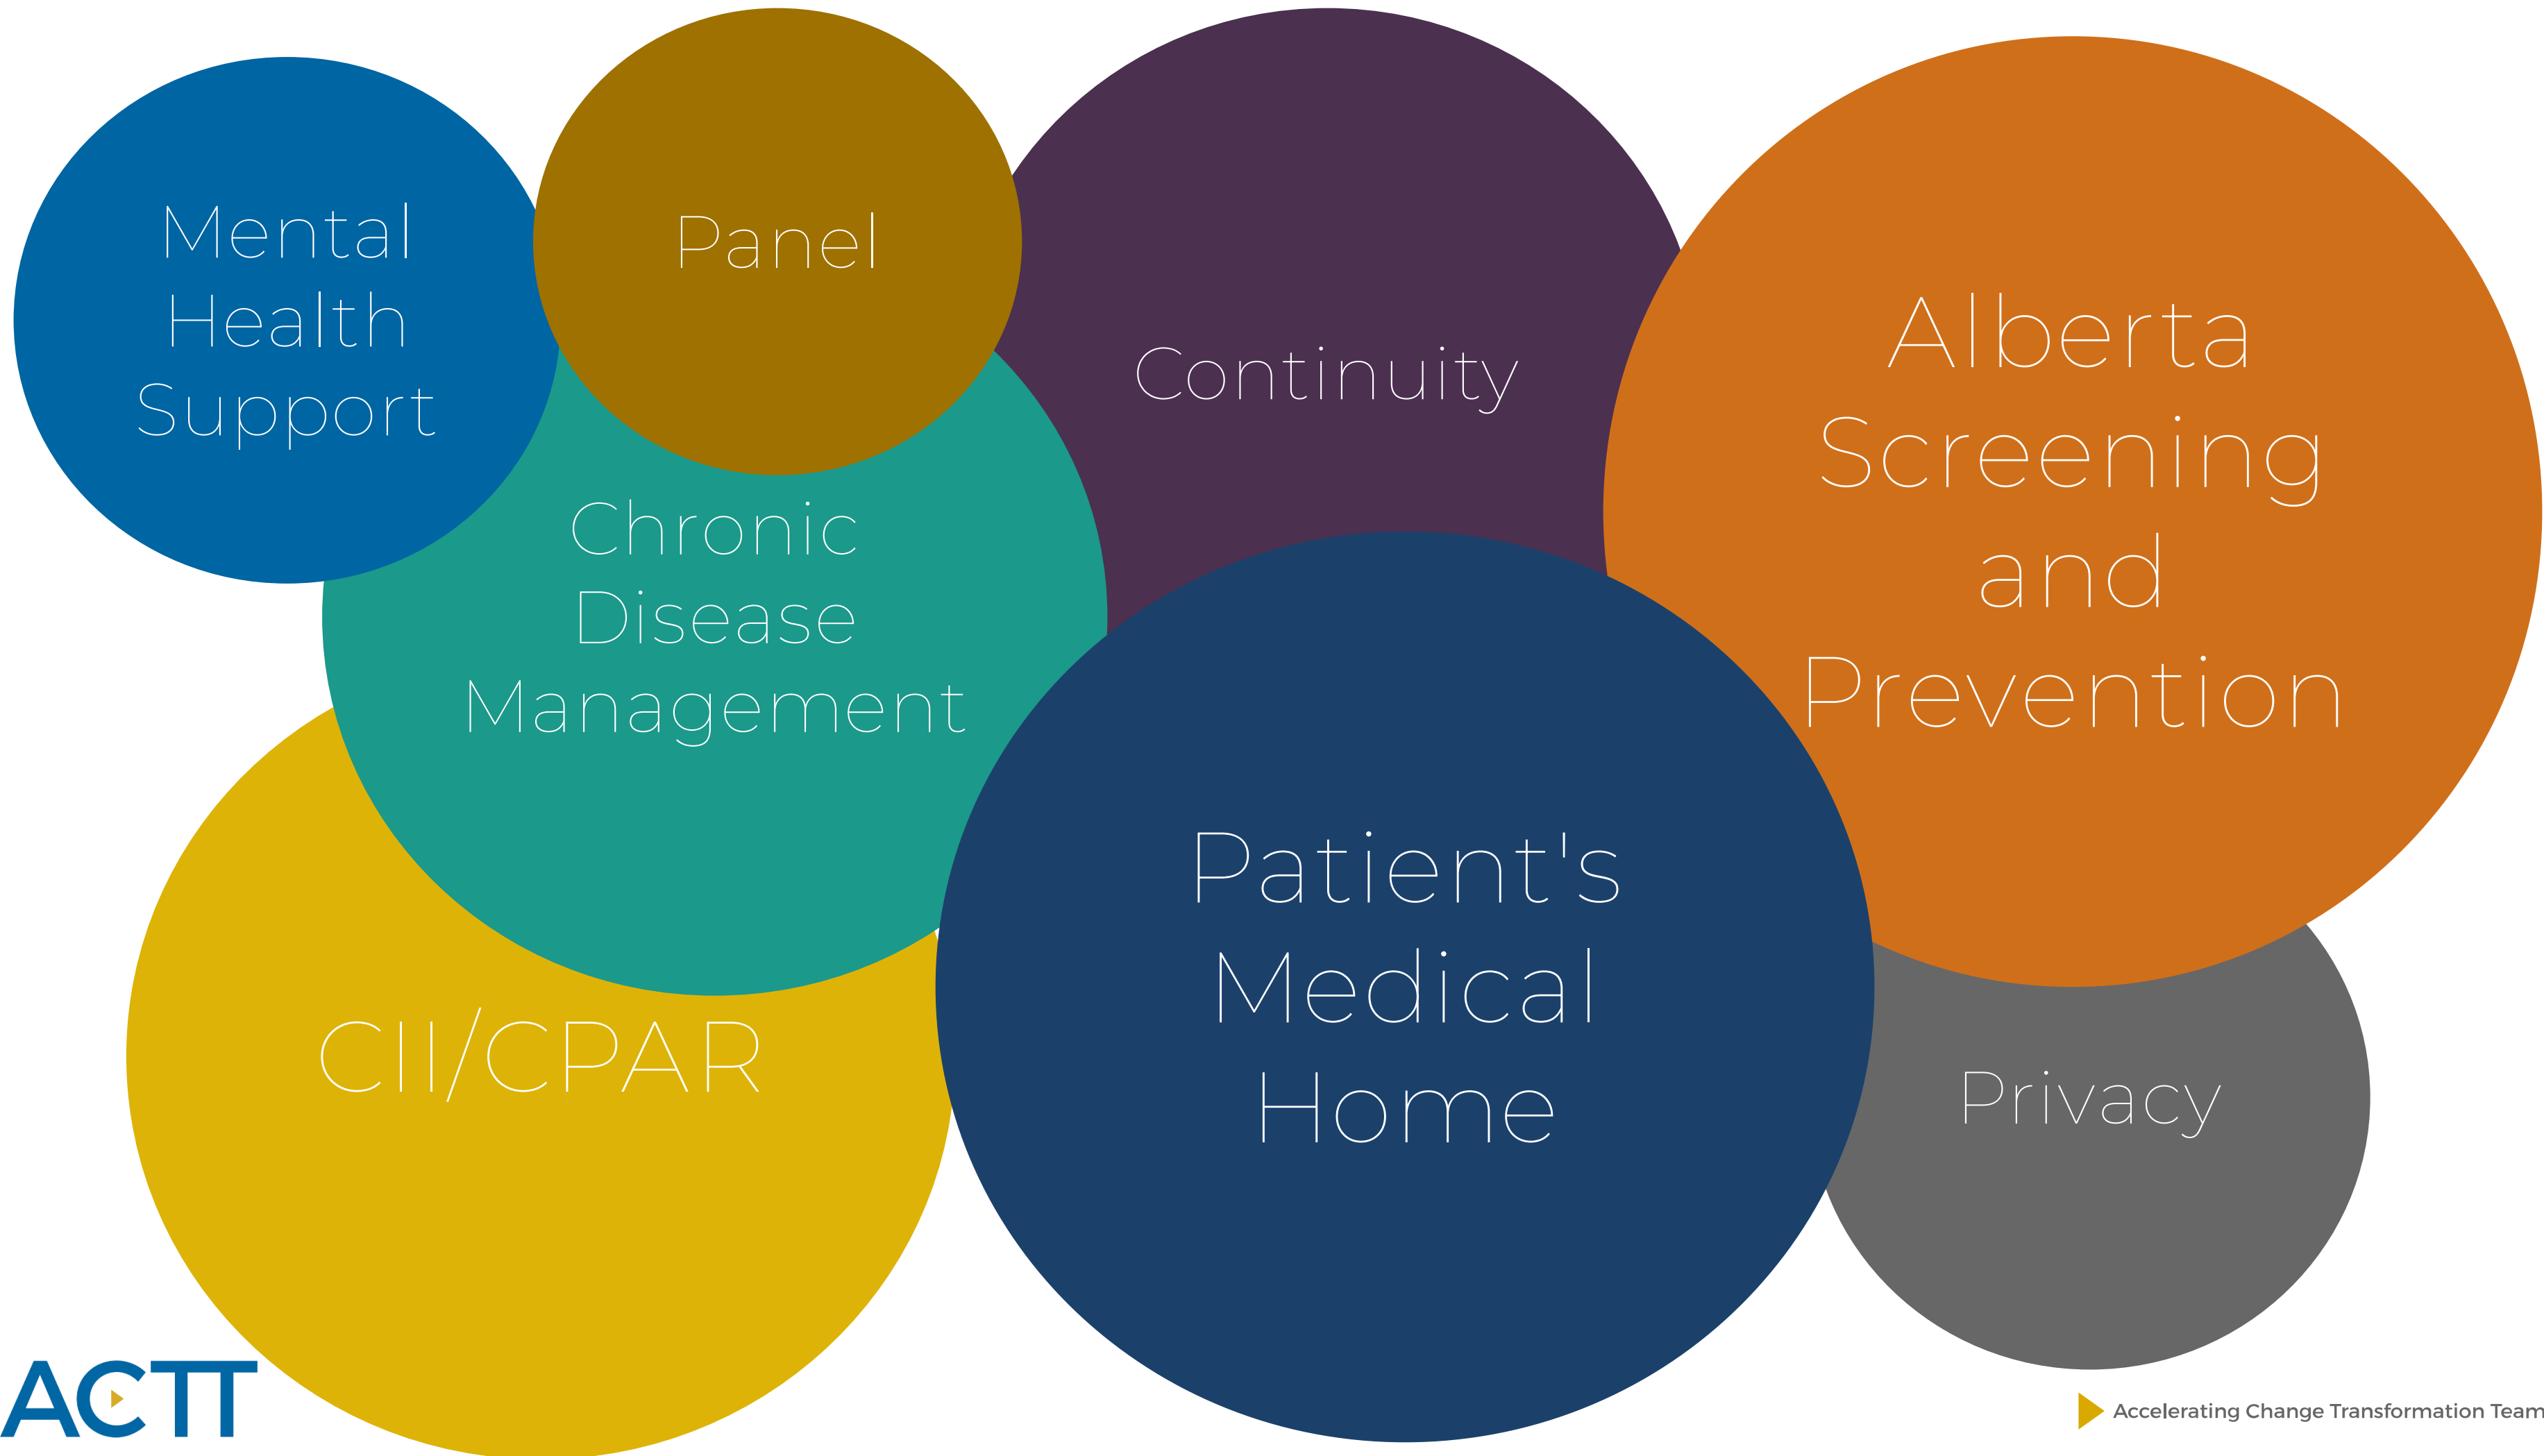 Mental
Health
Support
Panel
Continuity
Alberta
Screening
and
Prevention
Chronic
Disease
Management
Patient's
Medical
Home
CII/CPAR
Privacy
ACTT
Accelerating Change Transformation Team